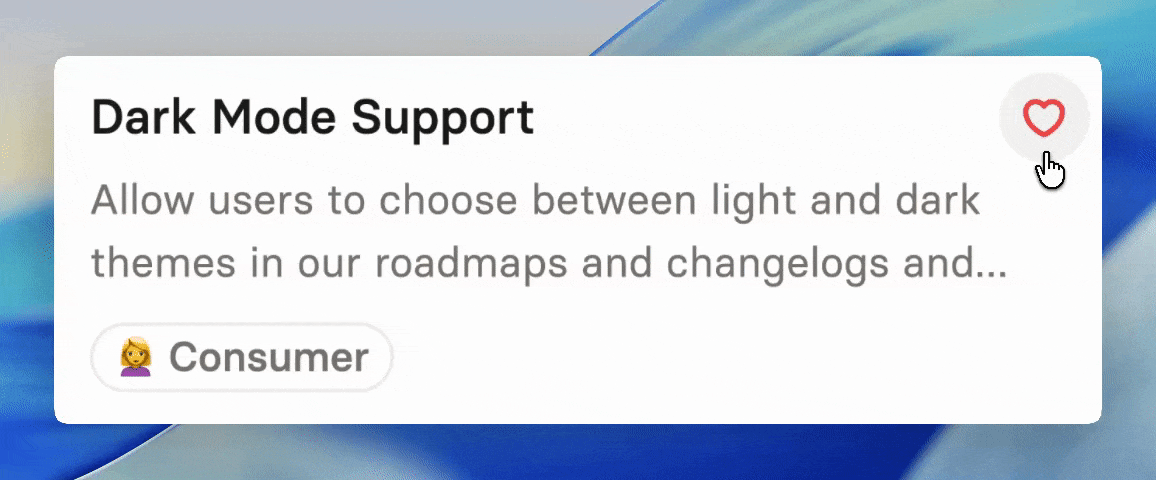 Dark Mode Support
Allow users to choose between light and dark
themes in our roadmaps and changelogs and...
Consumer